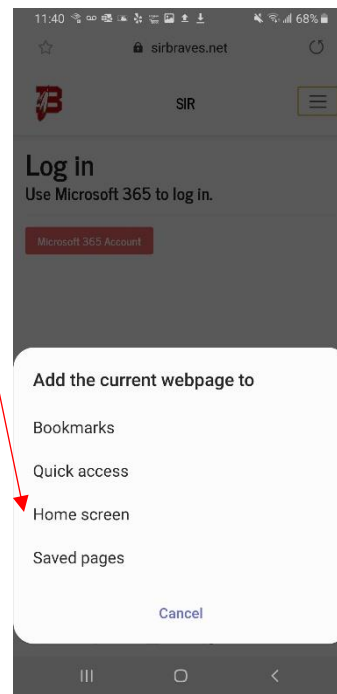 11:40 68%
sirbraves.net
B
SIR
Log in
Use Microsoft 365 to log in.
Microsoft 365 Account
Add the current webpage to
Bookmarks
Quick access
Home screen
Saved pages
Cancel